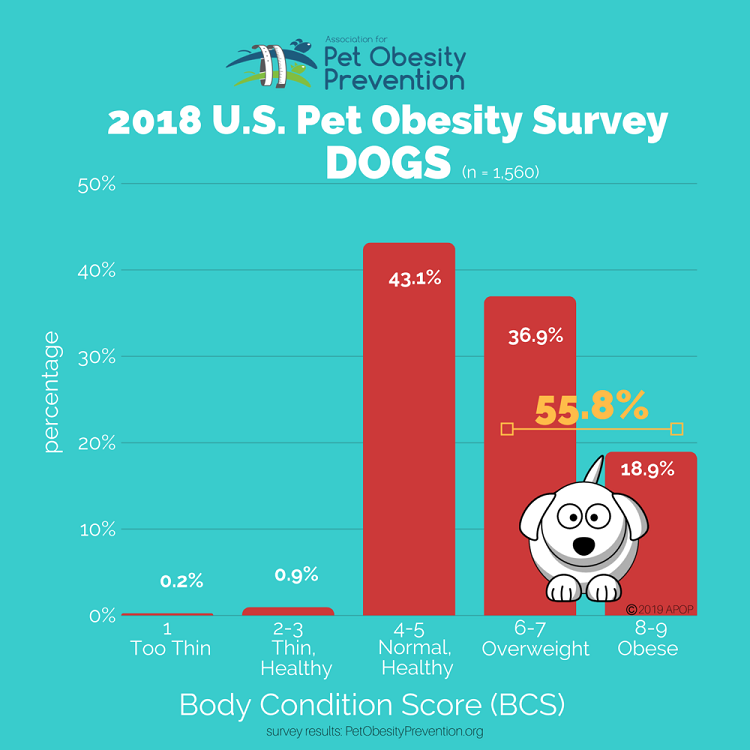 Association for
Pet Obesity
Prevention
2018 U.S. Pet Obesity Survey
DOGS (n = 1,560)
50%
40%
30%
20%
10%
0%
percentage
0.2%
0.9%
43.1%
36.9%
55.8%
18.9%
©2019 APOP
1
Too Thin
2-3
Thin,
Healthy
4-5
Normal,
Healthy
6-7
Overweight
8-9
Obese
Body Condition Score (BCS)
survey results: PetObesityPrevention.org